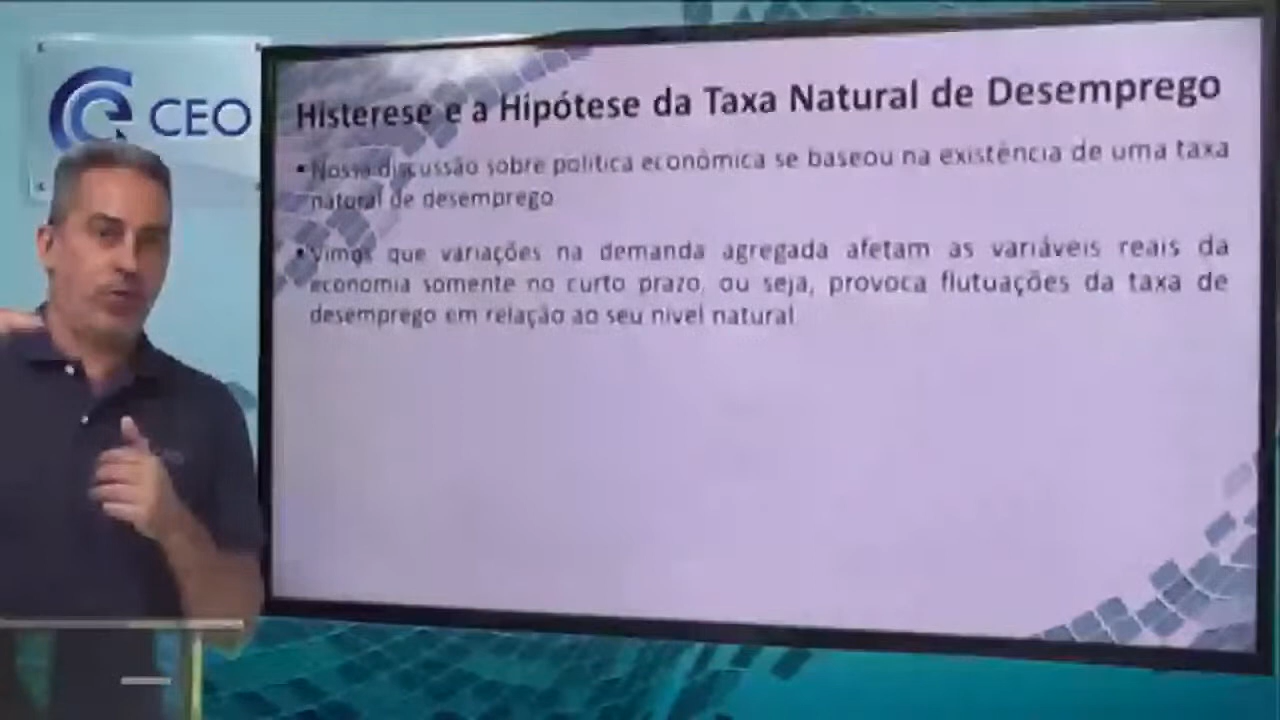 CEO
Histerese e a Hipótese da Taxa Natural de Desemprego
▪Nossa discussão sobre política econômica se baseou na existência de uma taxa
natural de desemprego
▪Vimos que variações na demanda agregada afetam as variáveis reais da
economia somente no curto prazo, ou seja, provoca flutuações da taxa de
desemprego em relação ao seu nível natural